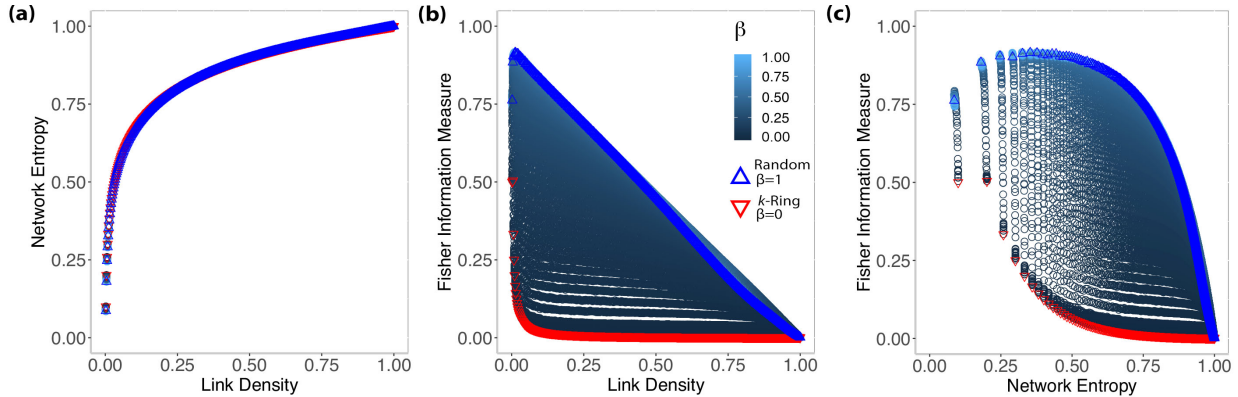 (a)
1.00
0.75
0.50
0.25
0.00
Network Entropy
0.00 0.25 0.50 0.75 1.00
Link Density
(b)
1.00
0.75
0.50
0.25
0.00
Fisher Information Measure
β
1.00
0.75
0.50
0.25
0.00
Random
β=1
k-Ring
β=0
0.00 0.25 0.50 0.75 1.00
Link Density
(c)
1.00
0.75
0.50
0.25
0.00
Fisher Information Measure
0.00 0.25 0.50 0.75 1.00
Network Entropy